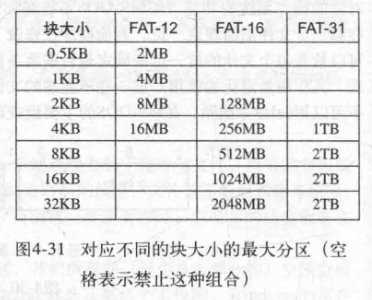 块大小 FAT-12 FAT-16 FAT-31
0.5KB 2MB
1KB 4MB
2KB 8MB 128MB
4KB 16MB 256MB 1TB
8KB 512MB 2TB
16KB 1024MB 2TB
32KB 2048MB 2TB
图4-31 对应不同的块大小的最大分区（空
格表示禁止这种组合）